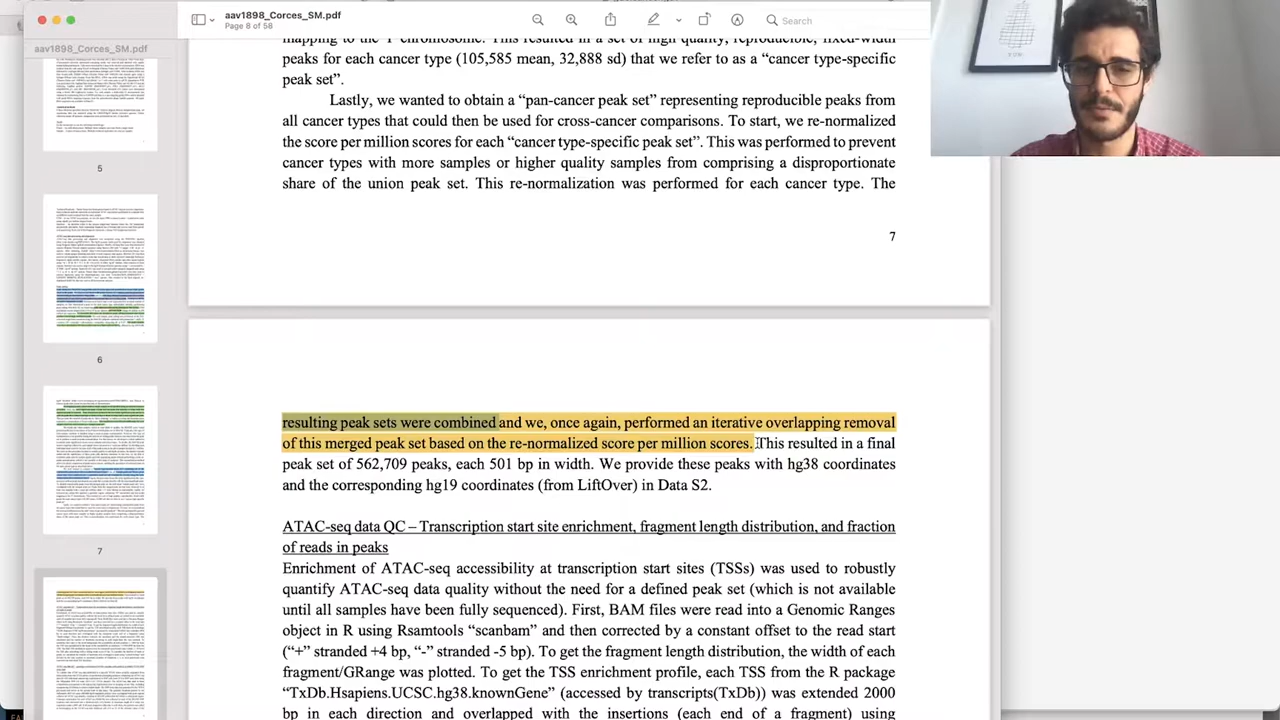 aav1898_Corces_SM.pdf
Page 8 of 58
Search
aav1898_Corces_SM.pdf
5
6
7
peaks for each cancer type (105,585 mean, 32,888 sd) that we refer to as a "cancer type-specific
peak set".
Lastly, we wanted to obtain a "pan-cancer peak set" representing reproducible peaks from
all cancer types that could then be used for cross-cancer comparisons. To do this, we re-normalized
the score per million scores for each "cancer type-specific peak set". This was performed to prevent
cancer types with more samples or higher quality samples from comprising a disproportionate
share of the union peak set. This re-normalization was performed for each cancer type. The
7
resulting peak sets were combined and, again, performed an iterative overlapping removal
of this merged peak set based on the re-normalized score per million scores. This resulted in a final
peak set of 562,709 peaks, each 501 bp in width. We provide these peaks with hg38 coordinates
and the corresponding hg19 coordinates (from LiftOver) in Data S2.
ATAC-seq data QC – Transcription start site enrichment, fragment length distribution, and fraction
of reads in peaks
Enrichment of ATAC-seq accessibility at transcription start sites (TSSs) was used to robustly
quantify ATAC-seq data quality without the need for a defined peak set (which is not available
until all samples have been fully sequenced). First, BAM files were read into a Genomic Ranges
object in R using Rsamtools "scanbam" and then corrected by a constant offset to the read start
("+" stranded +4 bp, "-" stranded -5 bp). To get the fragment length distribution, the width of each
fragment/GRange was plotted. To get the TSS enrichment profile, each TSS from the R package
"TxDb.Hsapiens.UCSC.hg38.knownGene" (accessed by transcripts(TxDb)) was extended 2000
bp in each direction and overlapped with the insertions (each end of a fragment) using